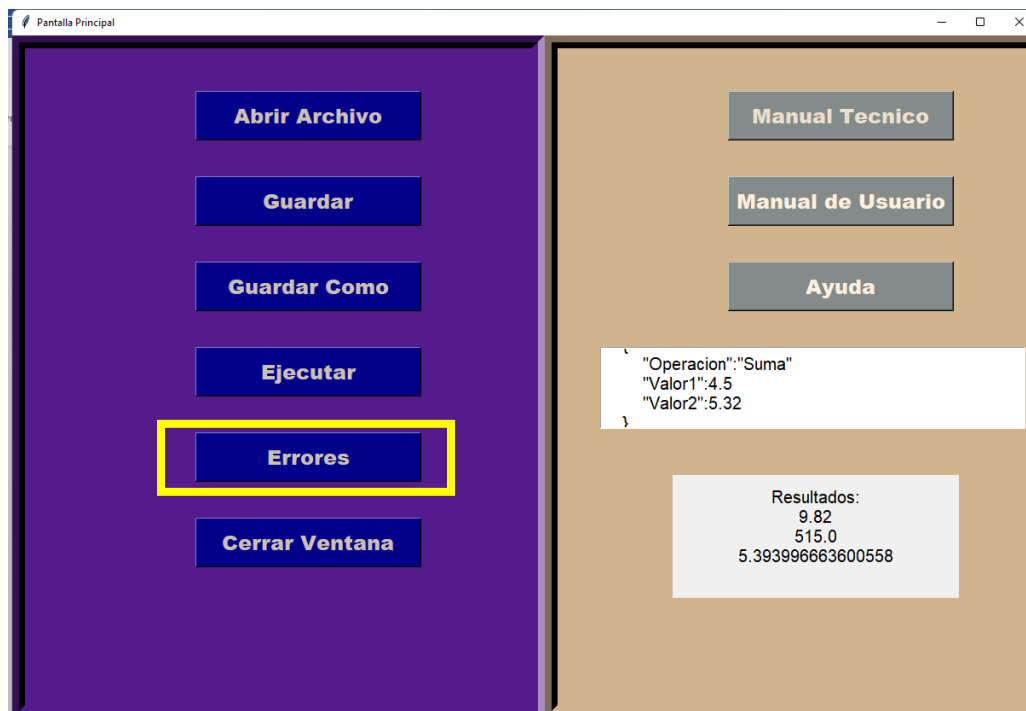 Pantalla Principal
Abrir Archivo
Guardar
Guardar Como
Ejecutar
Errores
Cerrar Ventana
Manual Tecnico
Manual de Usuario
Ayuda
{
"Operacion":"Suma"
"Valor1":4.5
"Valor2":5.32
}
Resultados:
9.82
515.0
5.393996663600558